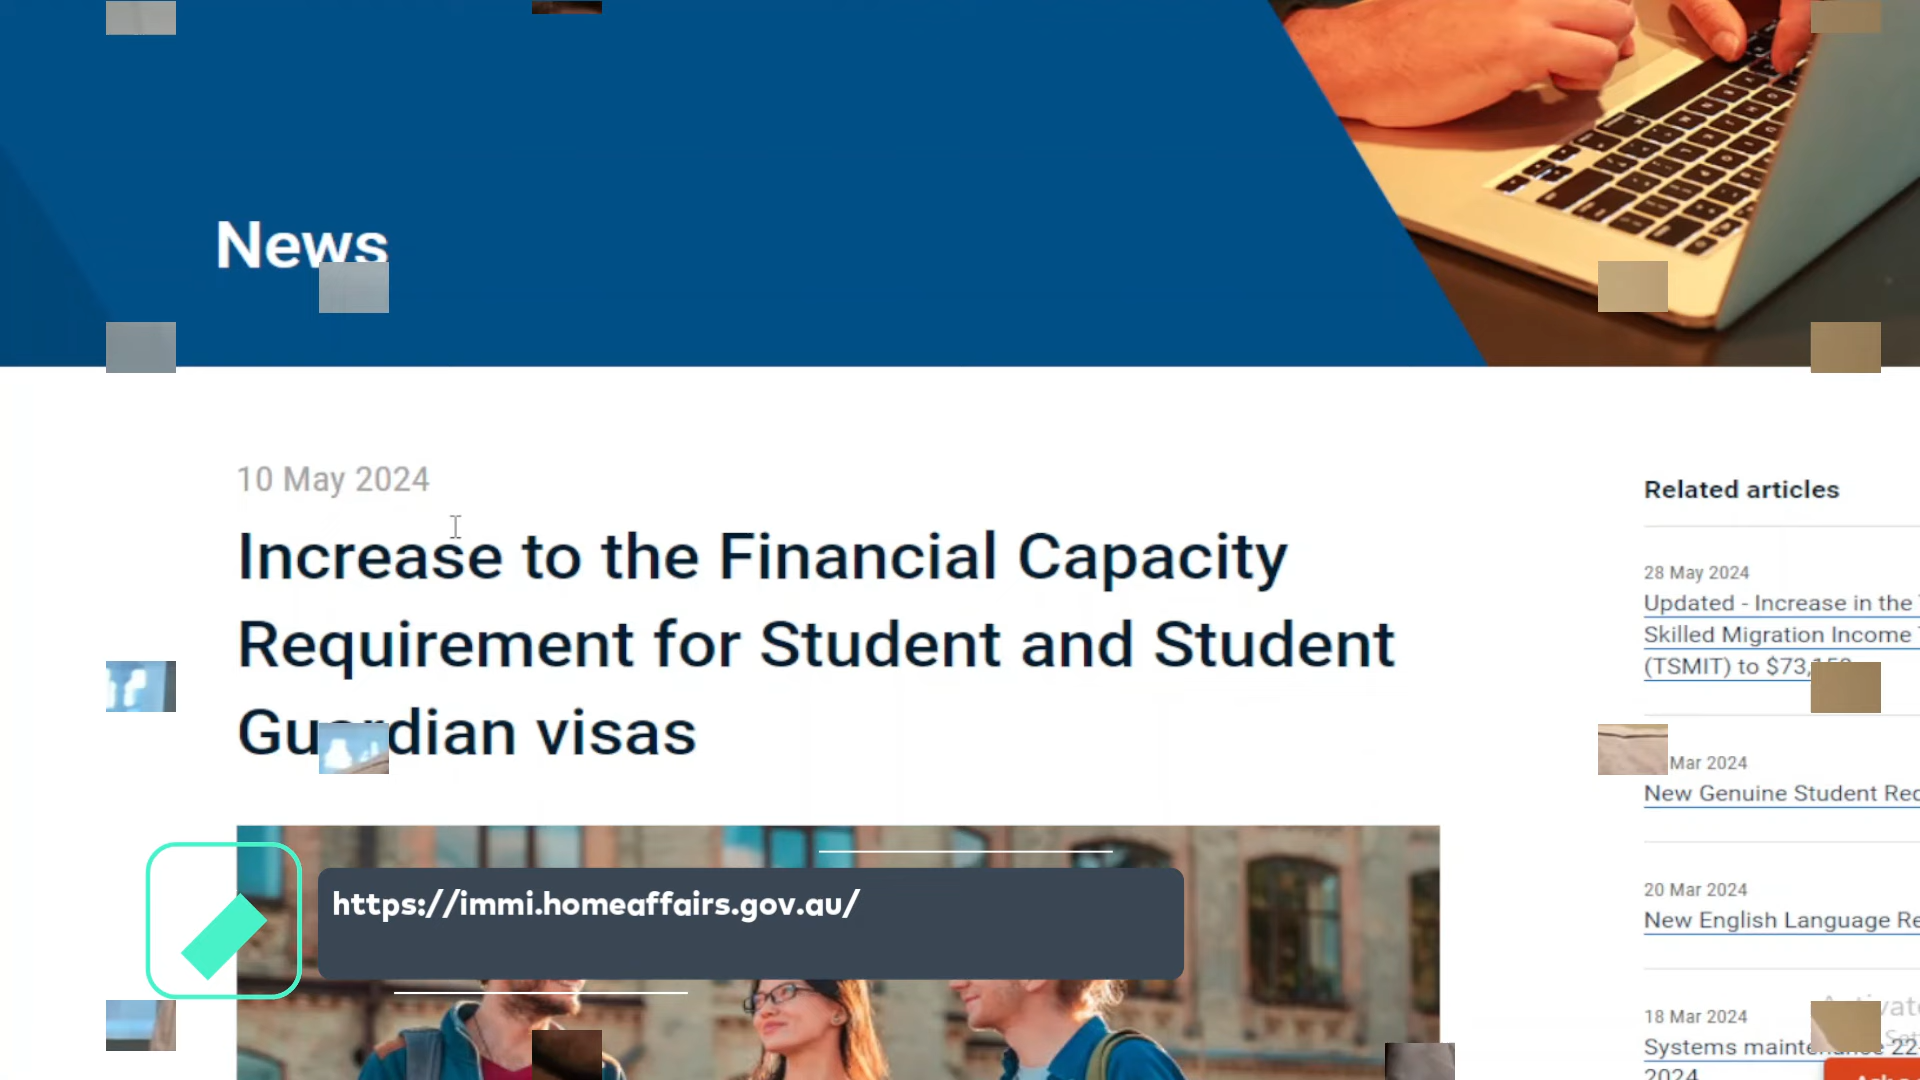 News
10 May 2024
Increase to the Financial Capacity
Requirement for Student and Student
visas
https://immi.homeaffairs.gov.au/
Related articles
28 May 2024
Updated - Increase in the
Skilled Migration Income
(TSMIT) to
Mar 2024
New Genuine Student
20 Mar 2024
New English Language
18 Mar 2024
Systems
2024